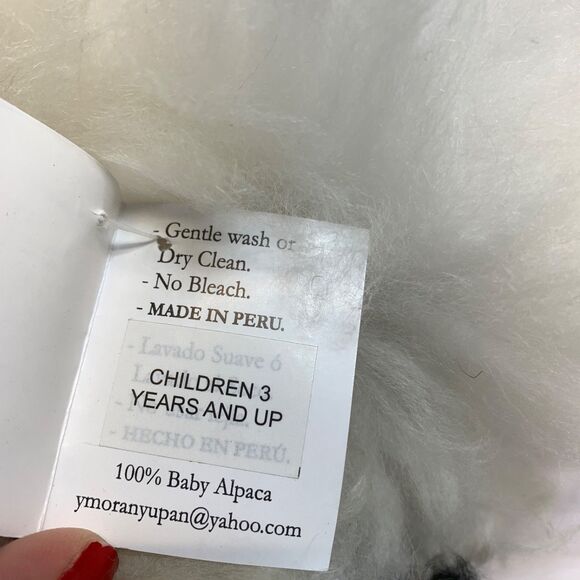 - Gentle wash or
Dry Clean.
- No Bleach.
- MADE IN PERU.
- Lavado Suave ó
CHILDREN 3
YEARS AND UP
- HECHO EN PERÚ.
100% Baby Alpaca
ymoranyupan@yahoo.com